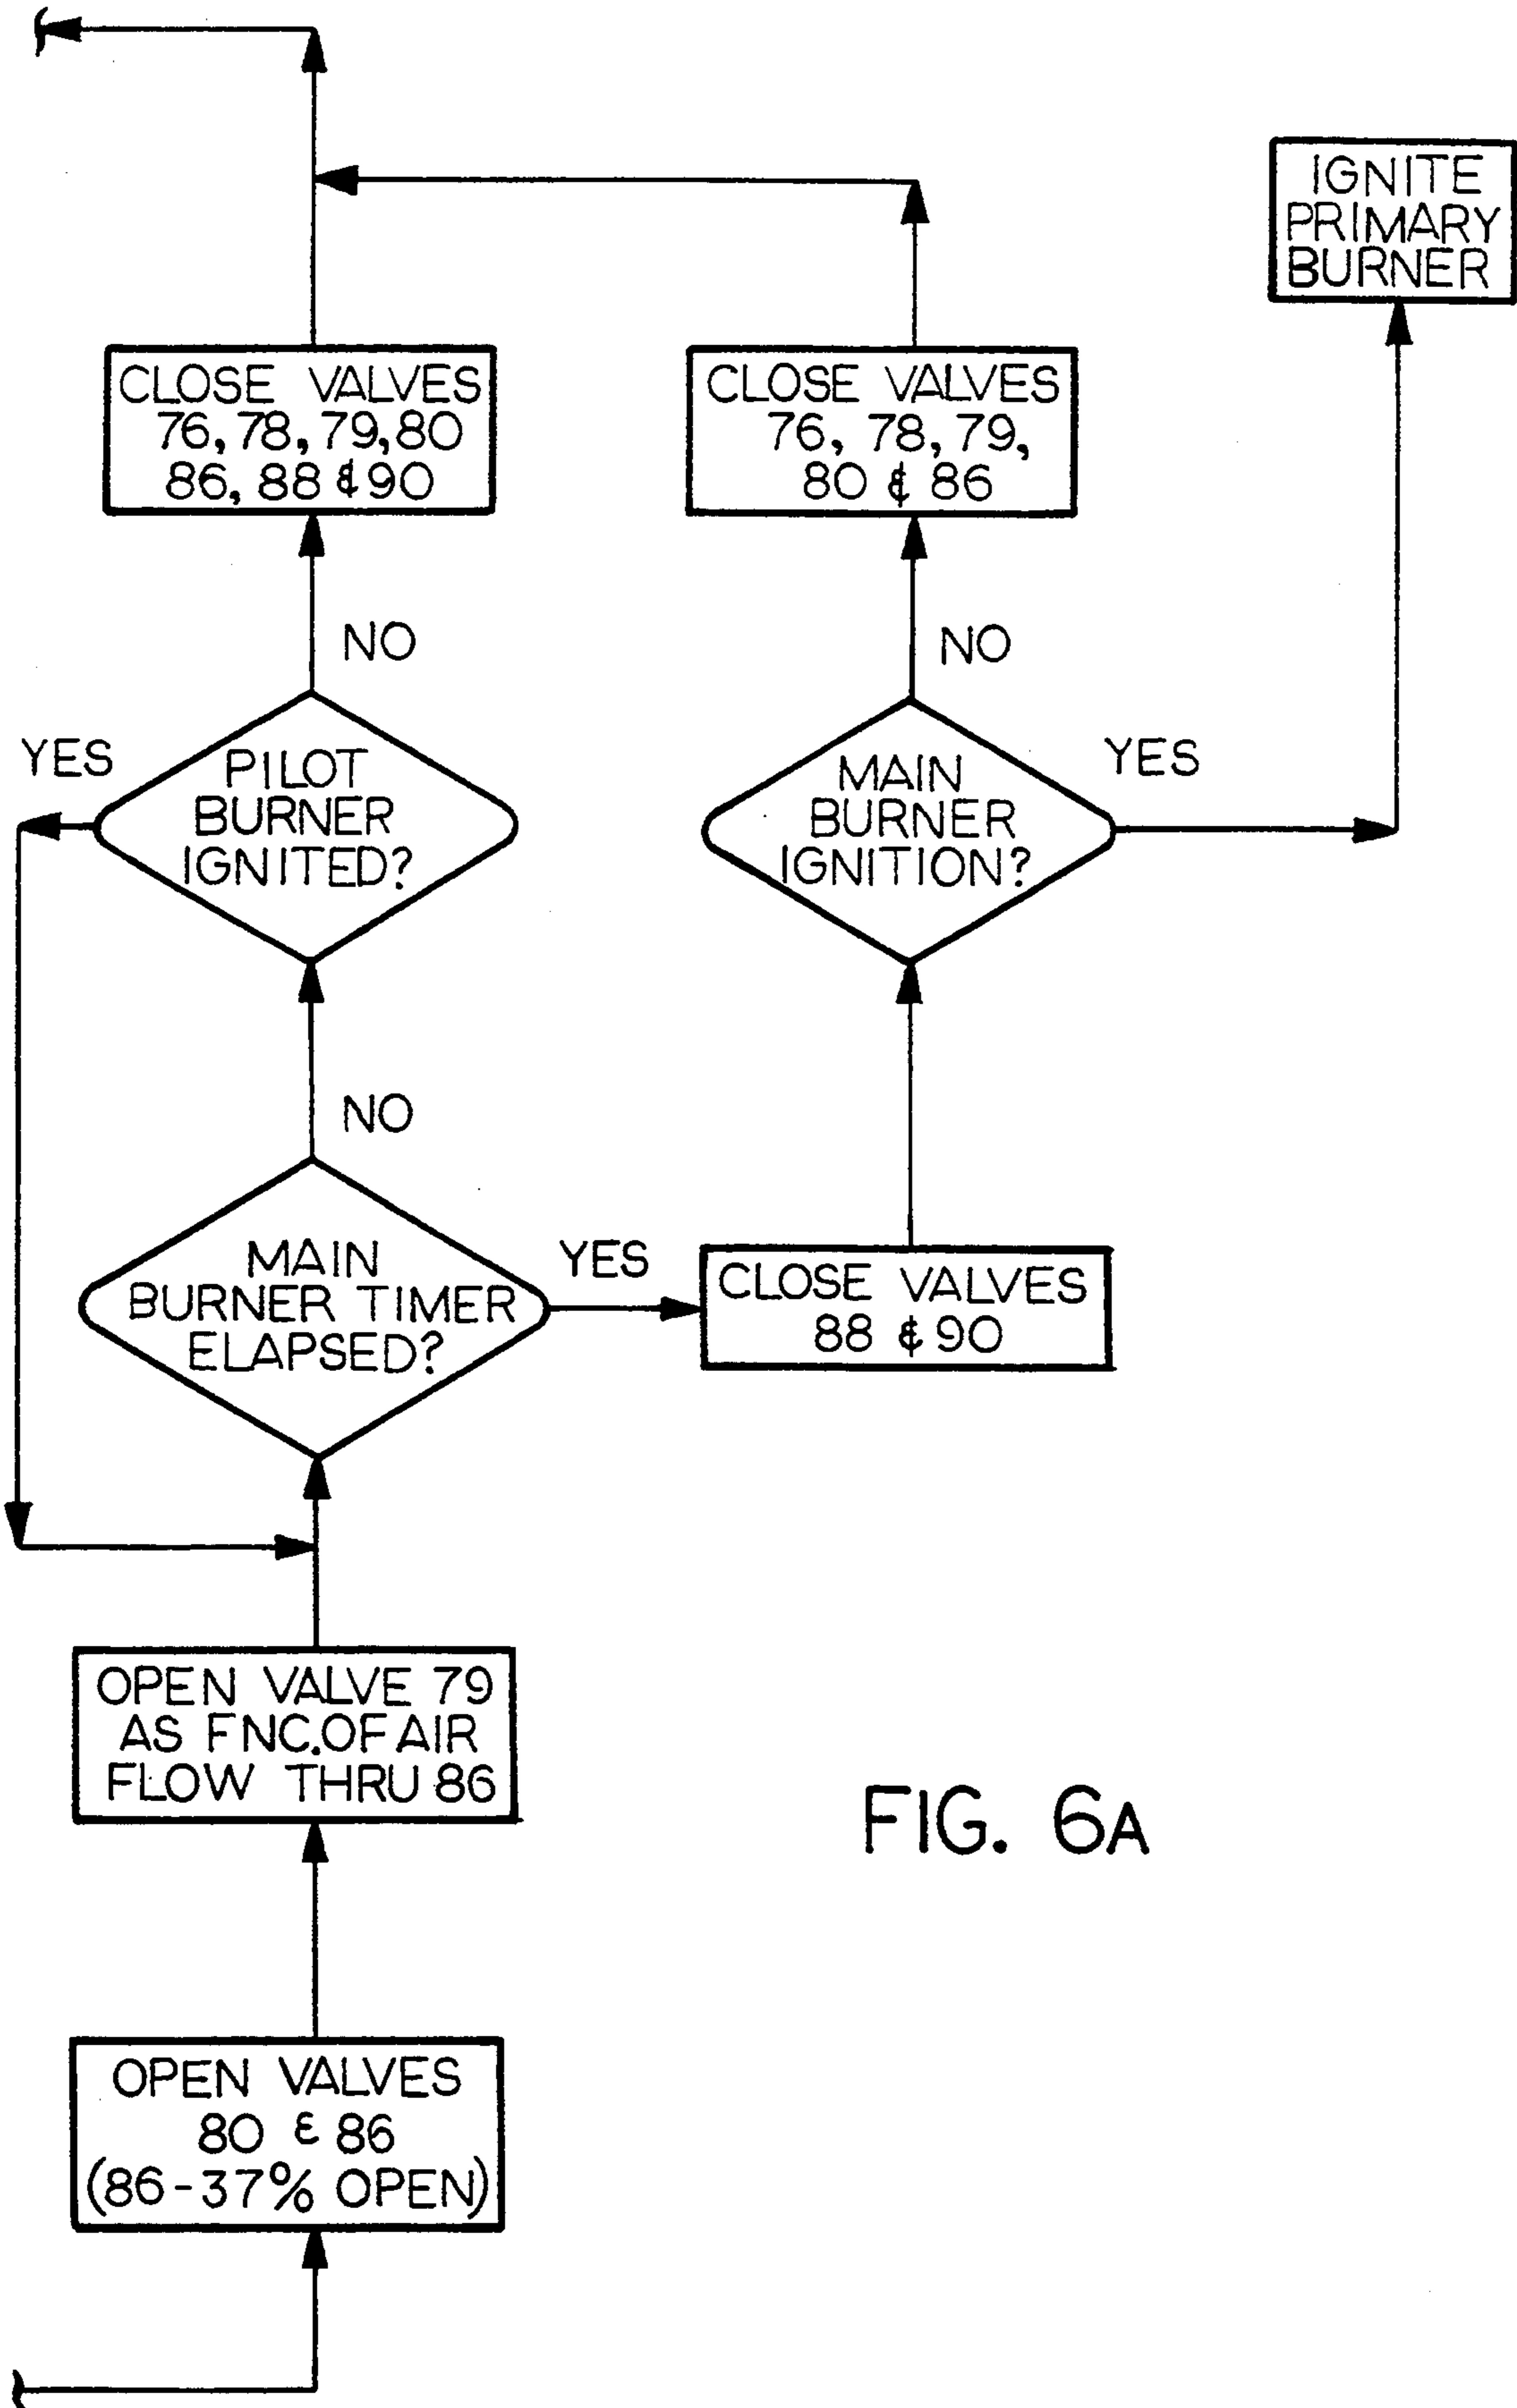 IGNITE
PRIMARY
BURNER
CLOSE VALVES
76, 78, 79, 80
86, 88 & 90
CLOSE VALVES
76, 78, 79,
80 & 86
NO
NO
YES
PILOT
BURNER
IGNITED?
MAIN
BURNER
IGNITION?
YES
NO
MAIN
BURNER TIMER
ELAPSED?
YES
CLOSE VALVES
88 & 90
OPEN VALVE 79
AS FNC. OF AIR
FLOW THRU 86
FIG. 6A
OPEN VALVES
80 & 86
(86-37% OPEN)